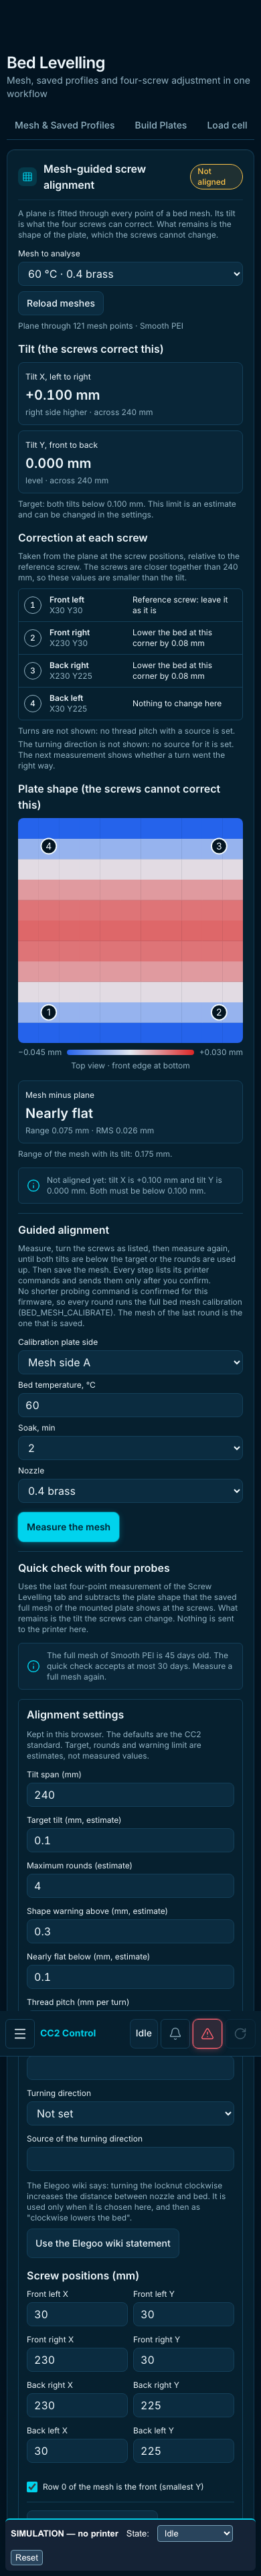 Bed Levelling
Mesh, saved profiles and four-screw adjustment in one
workflow
Mesh & Saved Profiles
Build Plates
Load cell
Mesh-guided screw
alignment
Not
aligned
A plane is fitted through every point of a bed mesh. Its tilt
is what the four screws can correct. What remains is the
shape of the plate, which the screws cannot change.
Mesh to analyse
60 °C · 0.4 brass
Reload meshes
Plane through 121 mesh points · Smooth PEI
Tilt (the screws correct this)
Tilt X, left to right
+0.100 mm
right side higher · across 240 mm
Tilt Y, front to back
0.000 mm
level · across 240 mm
Target: both tilts below 0.100 mm. This limit is an estimate
and can be changed in the settings.
Correction at each screw
Taken from the plane at the screw positions, relative to the
reference screw. The screws are closer together than 240
mm, so these values are smaller than the tilt.
1
Front left
X30 Y30
Reference screw: leave it
as it is
2
Front right
X230 Y30
Lower the bed at this
corner by 0.08 mm
3
Back right
X230 Y225
Lower the bed at this
corner by 0.08 mm
4
Back left
X30 Y225
Nothing to change here
Turns are not shown: no thread pitch with a source is set.
The turning direction is not shown: no source for it is set.
The next measurement shows whether a turn went the
right way.
Plate shape (the screws cannot correct
this)
4
3
1
2
−0.045 mm
+0.030 mm
Top view · front edge at bottom
Mesh minus plane
Nearly flat
Range 0.075 mm · RMS 0.026 mm
Range of the mesh with its tilt: 0.175 mm.
Not aligned yet: tilt X is +0.100 mm and tilt Y is
0.000 mm. Both must be below 0.100 mm.
Guided alignment
Measure, turn the screws as listed, then measure again,
until both tilts are below the target or the rounds are used
up. Then save the mesh. Every step lists its printer
commands and sends them only after you confirm.
No shorter probing command is confirmed for this
firmware, so every round runs the full bed mesh calibration
(BED_MESH_CALIBRATE). The mesh of the last round is the
one that is saved.
Calibration plate side
Mesh side A
Bed temperature, °C
60
Soak, min
2
Nozzle
0.4 brass
Measure the mesh
Quick check with four probes
Uses the last four-point measurement of the Screw
Levelling tab and subtracts the plate shape that the saved
full mesh of the mounted plate shows at the screws. What
remains is the tilt the screws can change. Nothing is sent
to the printer here.
The full mesh of Smooth PEI is 45 days old. The
quick check accepts at most 30 days. Measure a
full mesh again.
Alignment settings
Kept in this browser. The defaults are the CC2
standard. Target, rounds and warning limit are
estimates, not measured values.
Tilt span (mm)
240
Target tilt (mm, estimate)
0.1
Maximum rounds (estimate)
4
Shape warning above (mm, estimate)
0.3
Nearly flat below (mm, estimate)
0.1
Thread pitch (mm per turn)
CC2 Control
Idle
Turning direction
Not set
Source of the turning direction
The Elegoo wiki says: turning the locknut clockwise
increases the distance between nozzle and bed. It is
used only when it is chosen here, and then as
"clockwise lowers the bed".
Use the Elegoo wiki statement
Screw positions (mm)
Front left X
Front left Y
30
30
Front right X
Front right Y
230
30
Back right X
Back right Y
230
225
Back left X
Back left Y
30
225
Row 0 of the mesh is the front (smallest Y)
SIMULATION — no printer
State:
Idle
Reset